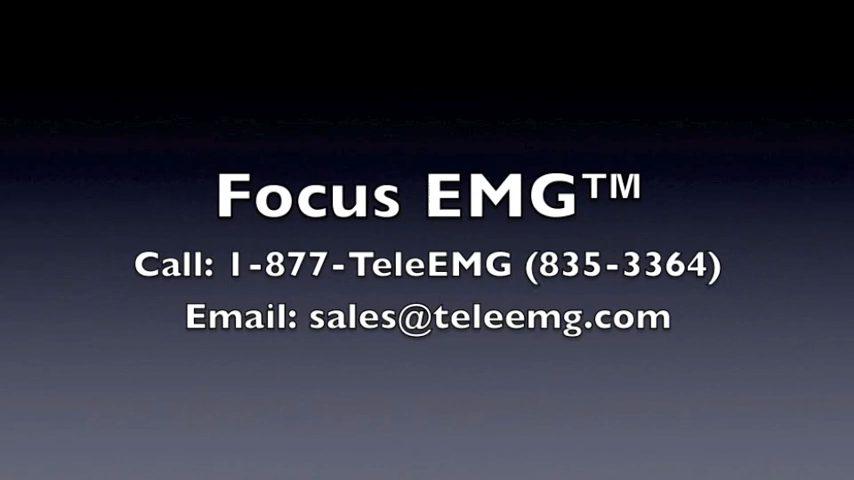 Focus EMG™
Call: 1-877-TeleEMG (835-3364)
Email: sales@teleemg.com